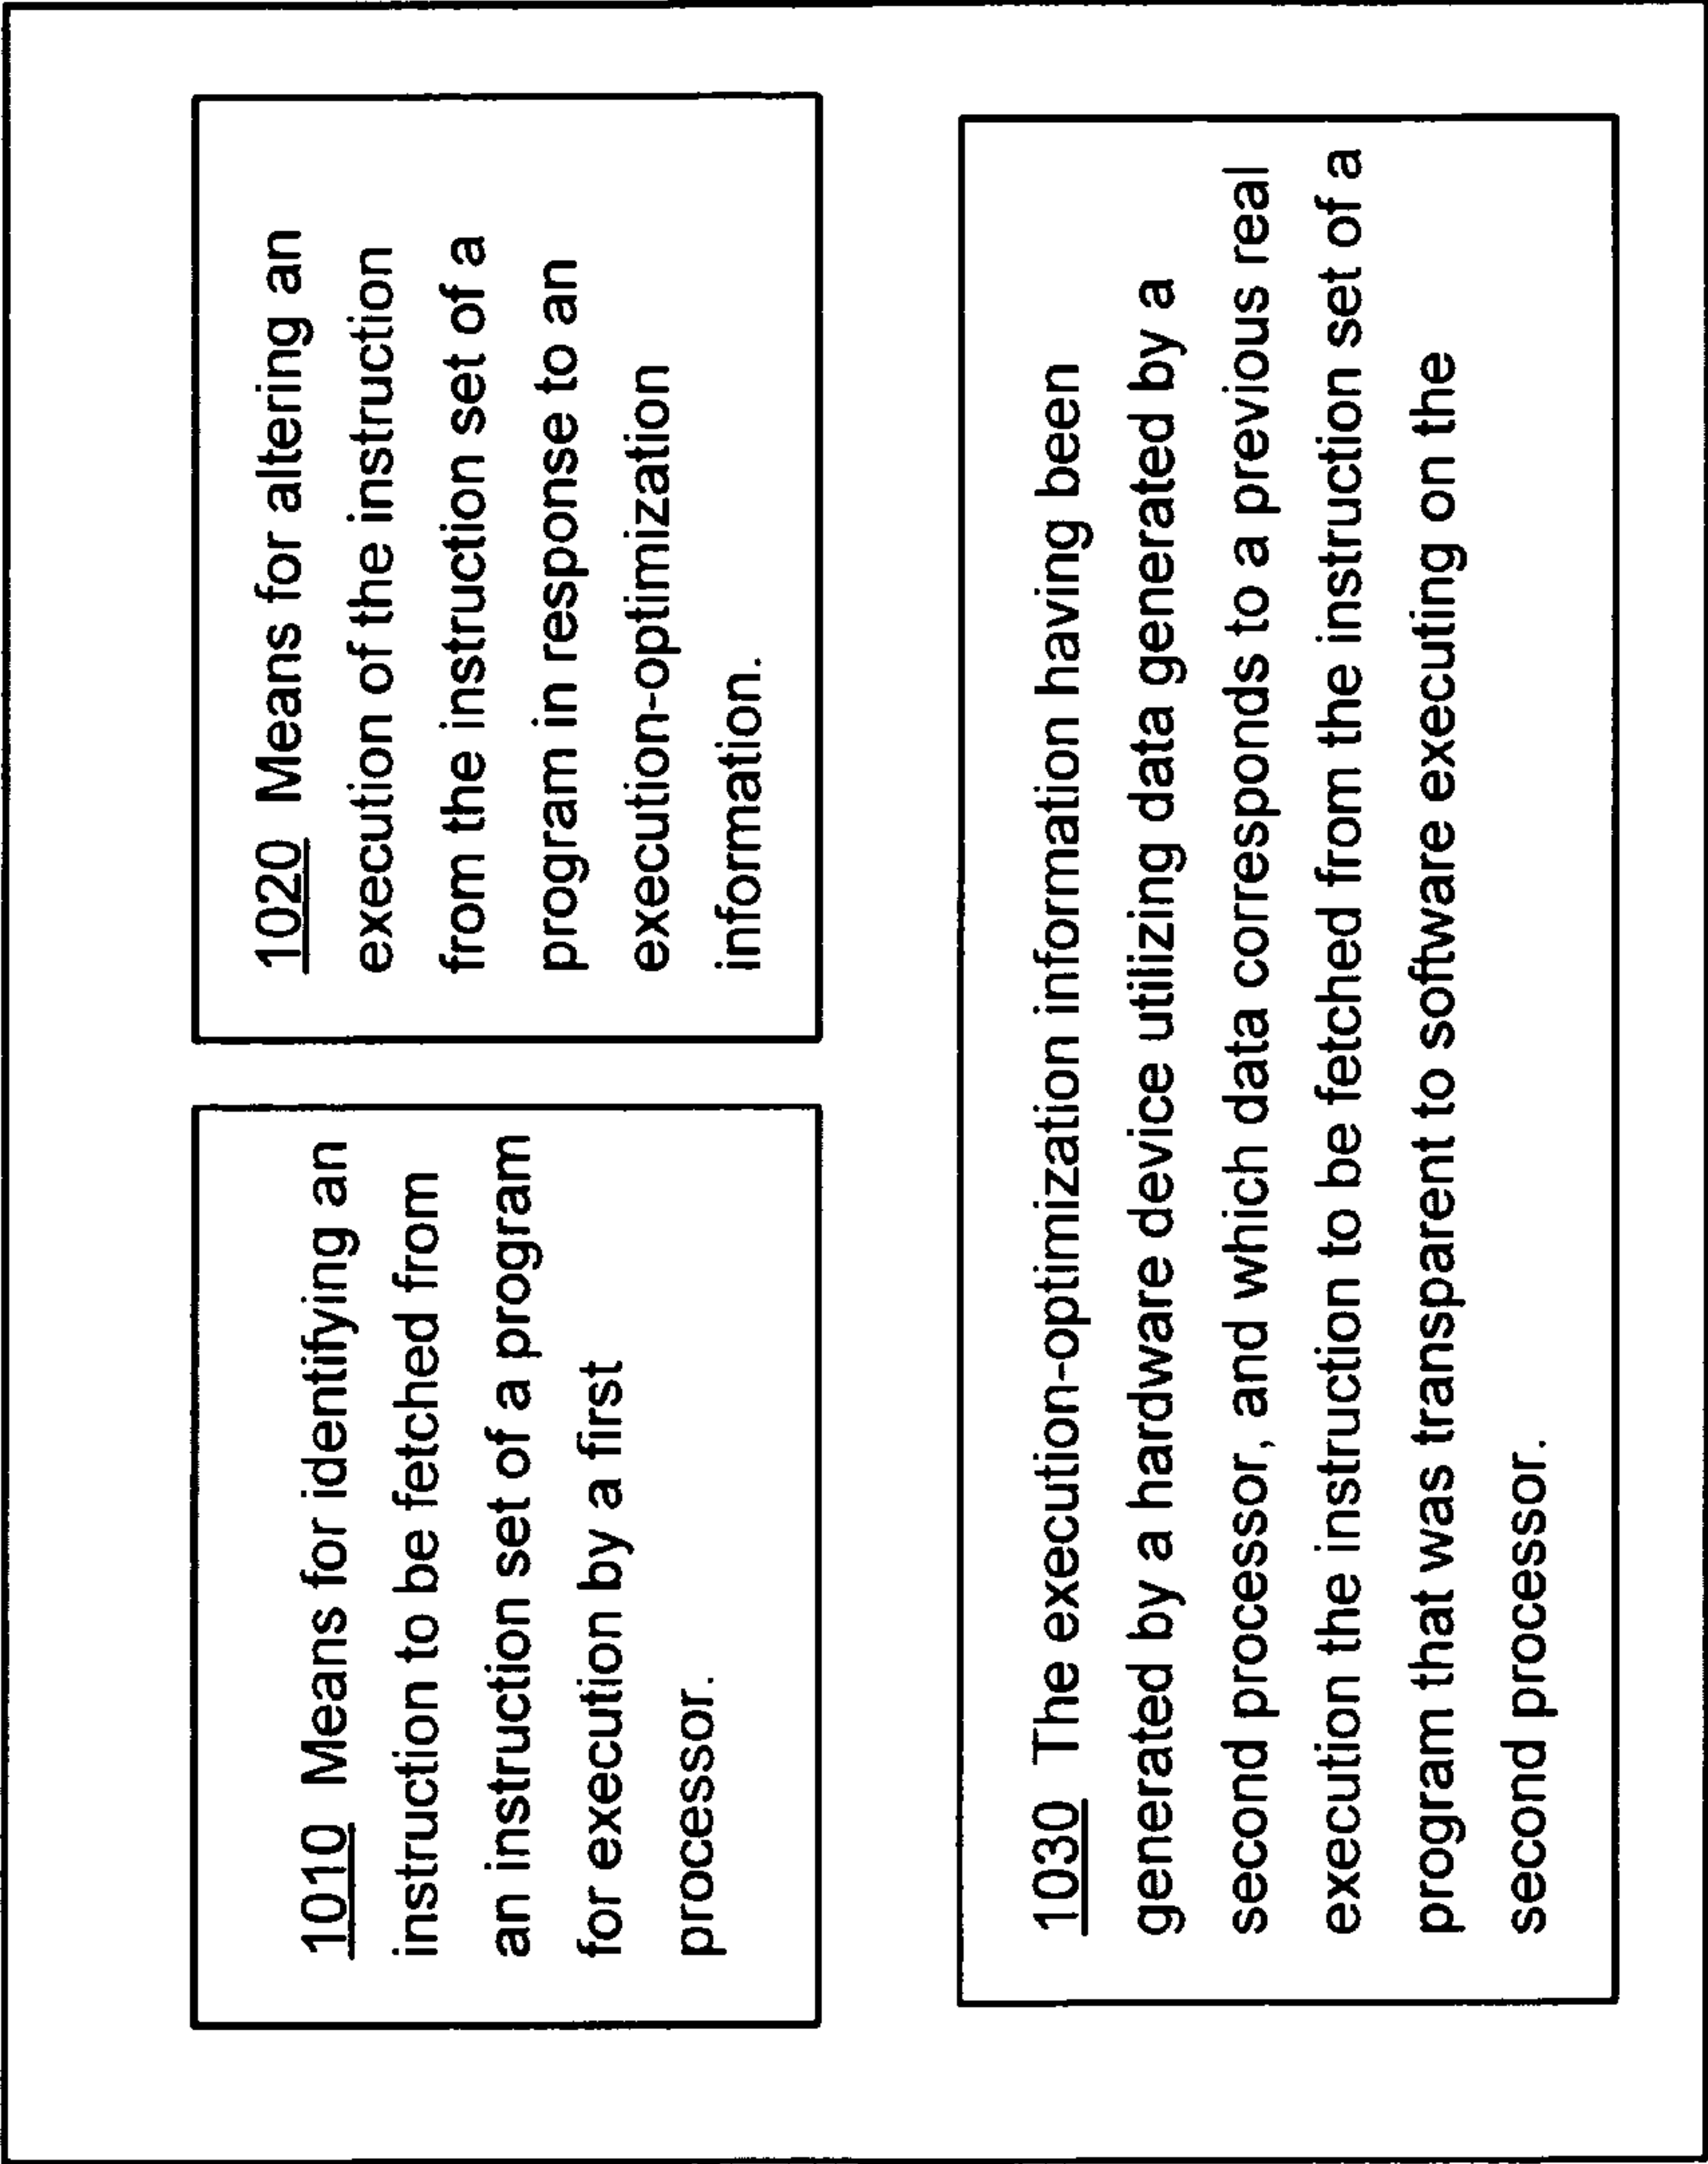 1010 Means for identifying an
instruction to be fetched from
an instruction set of a program
for execution by a first
processor.
1020 Means for altering an
execution of the instruction
from the instruction set of a
program in response to an
execution-optimization
information.
1030 The execution-optimization information having been
generated by a hardware device utilizing data generated by a
second processor, and which data corresponds to a previous real
execution the instruction to be fetched from the instruction set of a
program that was transparent to software executing on the
second processor.